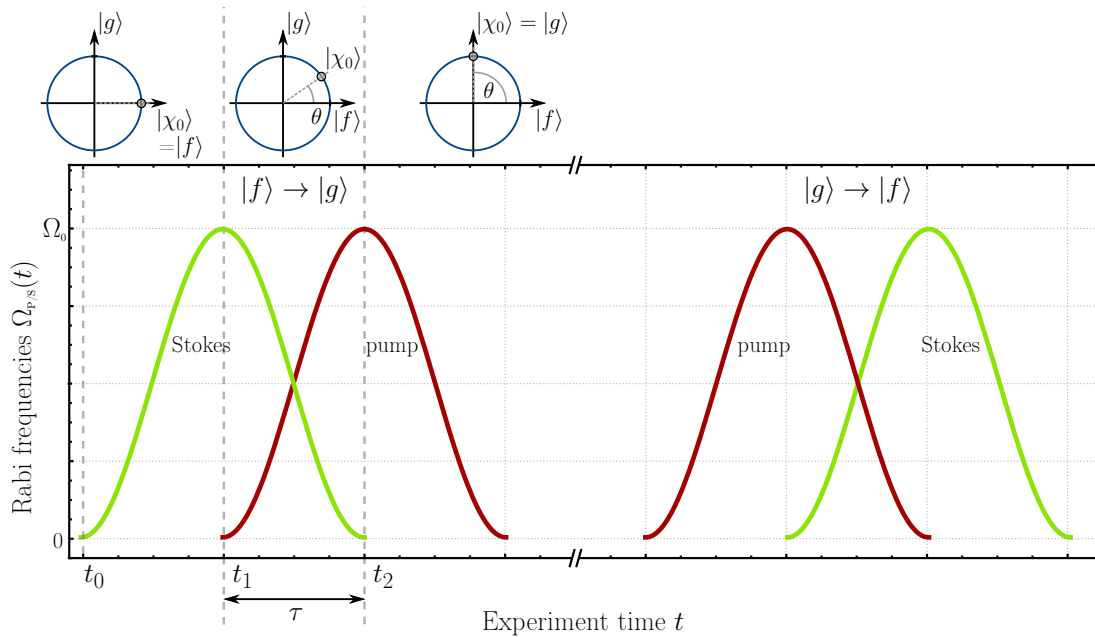 |g⟩
|χ₀⟩
=|f⟩
|g⟩
|χ₀⟩
θ
|f⟩
|χ₀⟩ = |g⟩
θ
|f⟩
|f⟩ → |g⟩
|g⟩ → |f⟩
Rabi frequencies Ω_P/S(t)
Ω₀
0
Stokes
pump
pump
Stokes
t₀
t₁
t₂
τ
Experiment time t